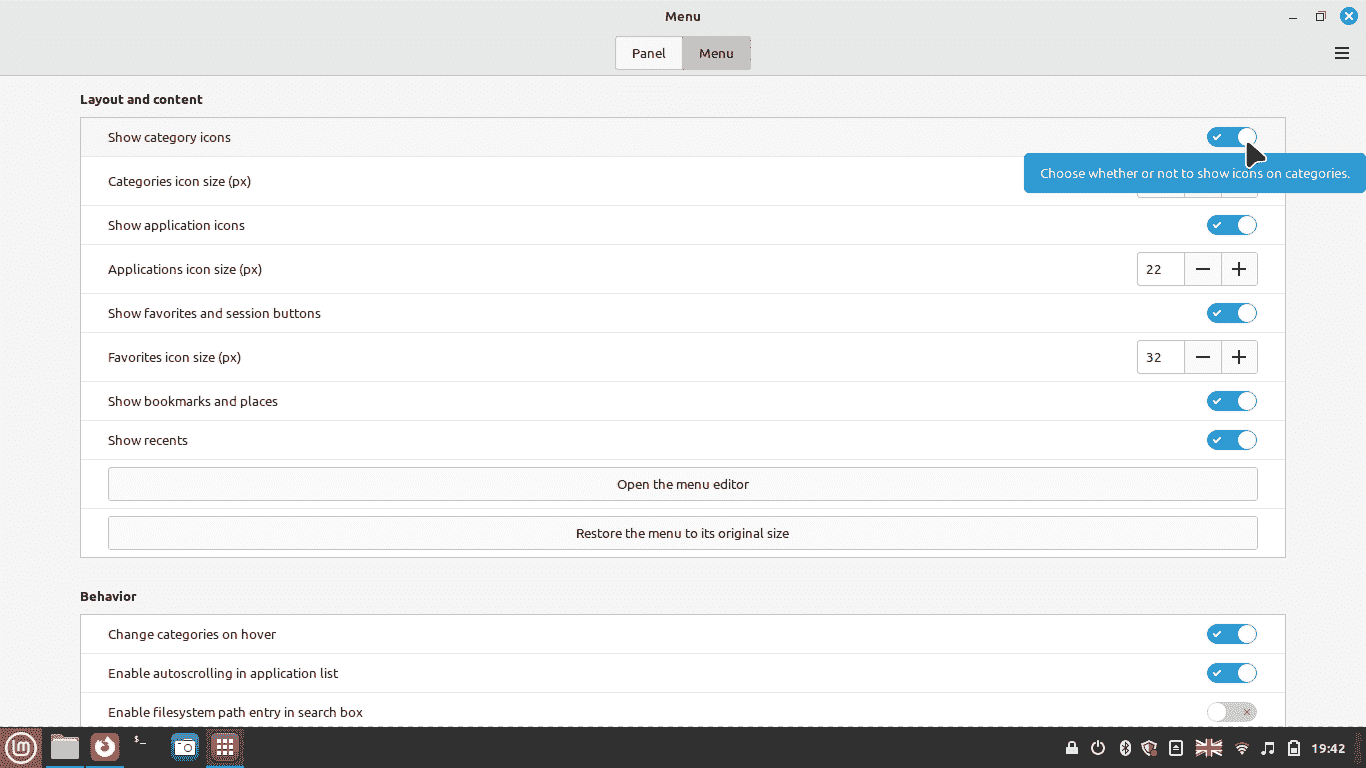 Menu
Panel
Menu
Layout and content
Show category icons
Choose whether or not to show icons on categories.
Categories icon size (px)
Show application icons
Applications icon size (px)
22
Show favorites and session buttons
Favorites icon size (px)
32
Show bookmarks and places
Show recents
Open the menu editor
Restore the menu to its original size
Behavior
Change categories on hover
Enable autoscrolling in application list
Enable filesystem path entry in search box
19:42